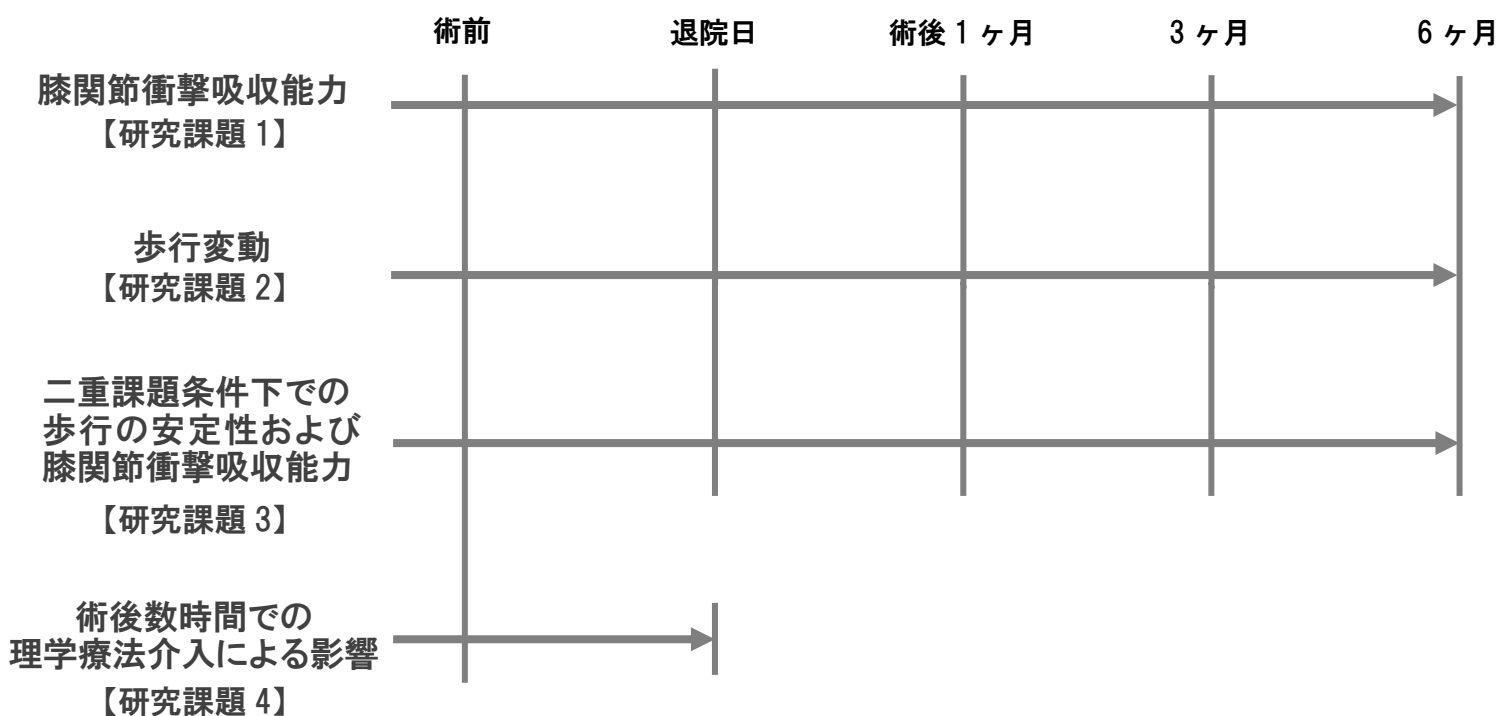 術前 退院日 術後1ヶ月 3ヶ月 6ヶ月
膝関節衝撃吸収能力
【研究課題1】
歩行変動
【研究課題2】
二重課題条件下での
歩行の安定性および
膝関節衝撃吸収能力
【研究課題3】
術後数時間での
理学療法介入による影響
【研究課題4】